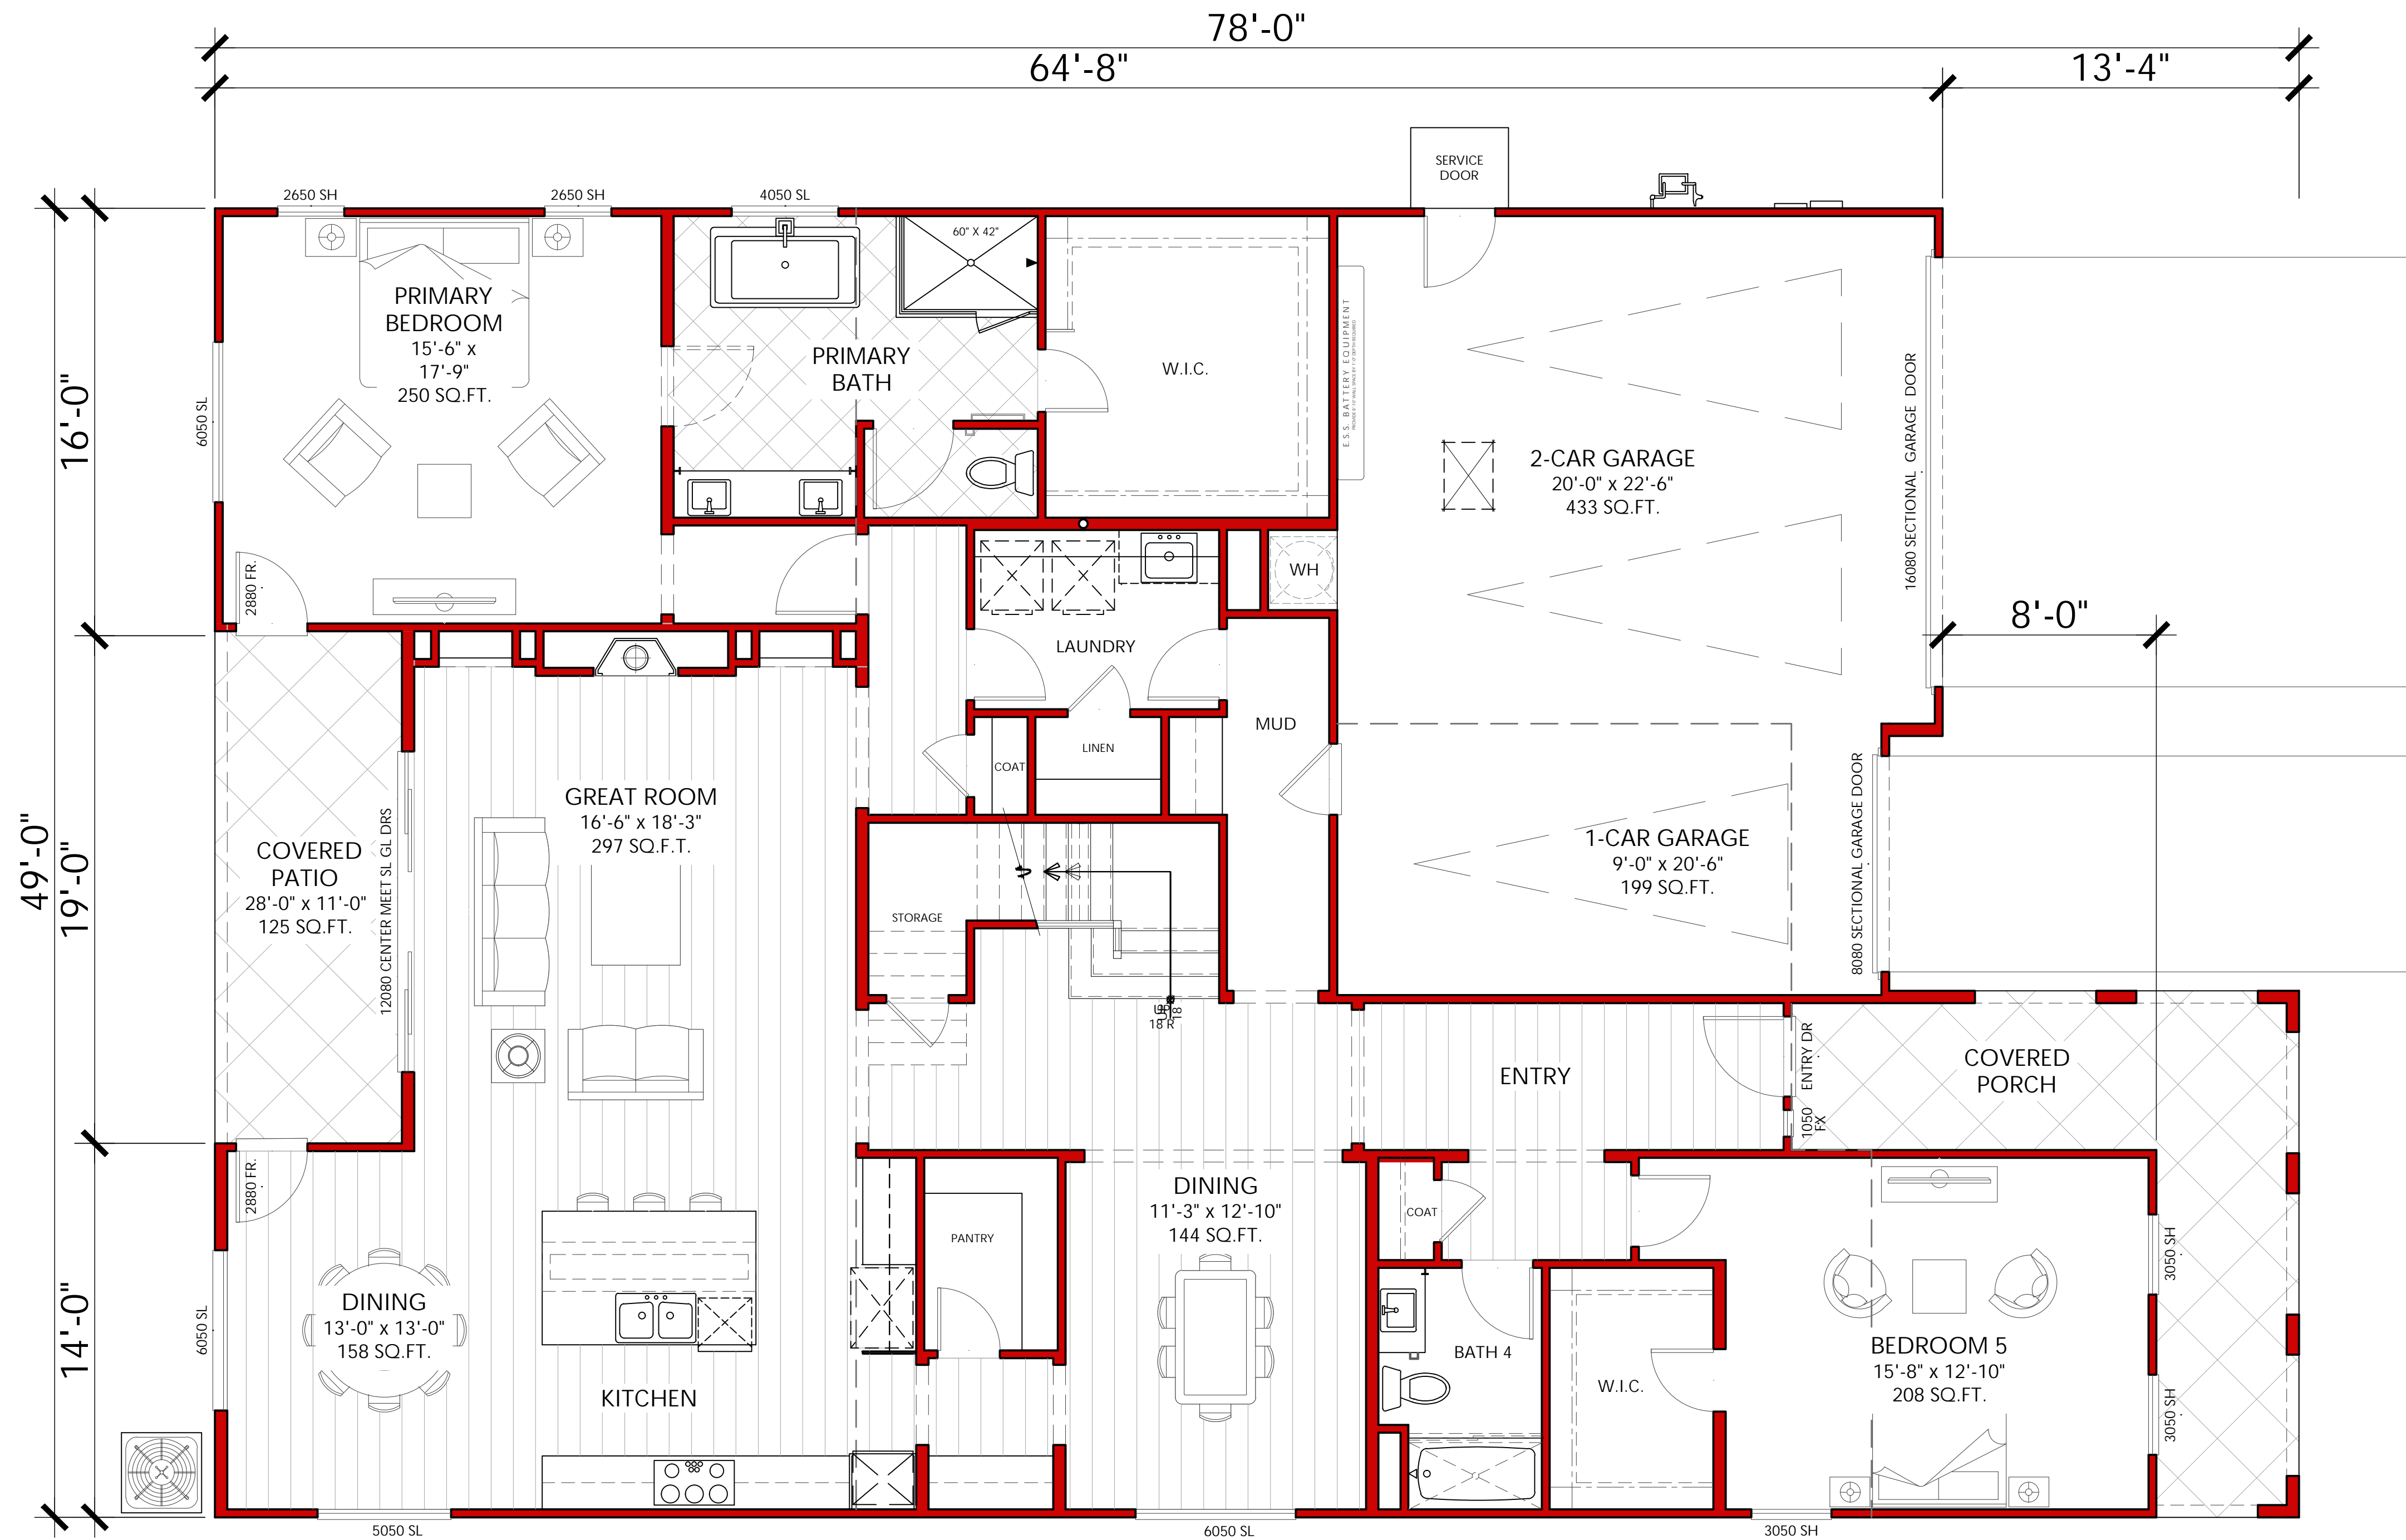 78'-0"
64'-8"
13'-4"
SERVICE
DOOR
2650 SH
2650 SH
4050 SL
60" X 42"
PRIMARY
BEDROOM
15'-6" x
17'-9"
250 SQ.FT.
PRIMARY
BATH
W.I.C.
E.S.S. BATTERY EQUIPMENT
2-CAR GARAGE
20'-0" x 22'-6"
433 SQ.FT.
16080 SECTIONAL GARAGE DOOR
16'-0"
6050 SL
2880 FR.
WH
8'-0"
LAUNDRY
MUD
LINEN
COAT
GREAT ROOM
16'-6" x 18'-3"
297 SQ.F.T.
49'-0"
19'-0"
COVERED
PATIO
28'-0" x 11'-0"
125 SQ.FT.
12080 CENTER MEET SL GL DRS
1-CAR GARAGE
9'-0" x 20'-6"
199 SQ.FT.
8080 SECTIONAL GARAGE DOOR
STORAGE
UP
18 R
18
ENTRY
ENTRY DR
1050
FX
COVERED
PORCH
2880 FR.
PANTRY
DINING
11'-3" x 12'-10"
144 SQ.FT.
COAT
3050 SH
14'-0"
6050 SL
DINING
13'-0" x 13'-0"
158 SQ.FT.
KITCHEN
BATH 4
W.I.C.
BEDROOM 5
15'-8" x 12'-10"
208 SQ.FT.
3050 SH
5050 SL
6050 SL
3050 SH